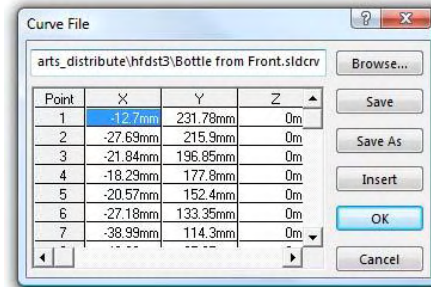 Curve File
arts_distribute\hfdst3\Bottle from Front.sldcrv
Browse...
Point X Y Z
1 -12.7mm 231.78mm 0m
2 -27.69mm 215.9mm 0m
3 -21.84mm 196.85mm 0m
4 -18.29mm 177.8mm 0m
5 -20.57mm 152.4mm 0m
6 -27.18mm 133.35mm 0m
7 -38.99mm 114.3mm 0m
Save
Save As
Insert
OK
Cancel